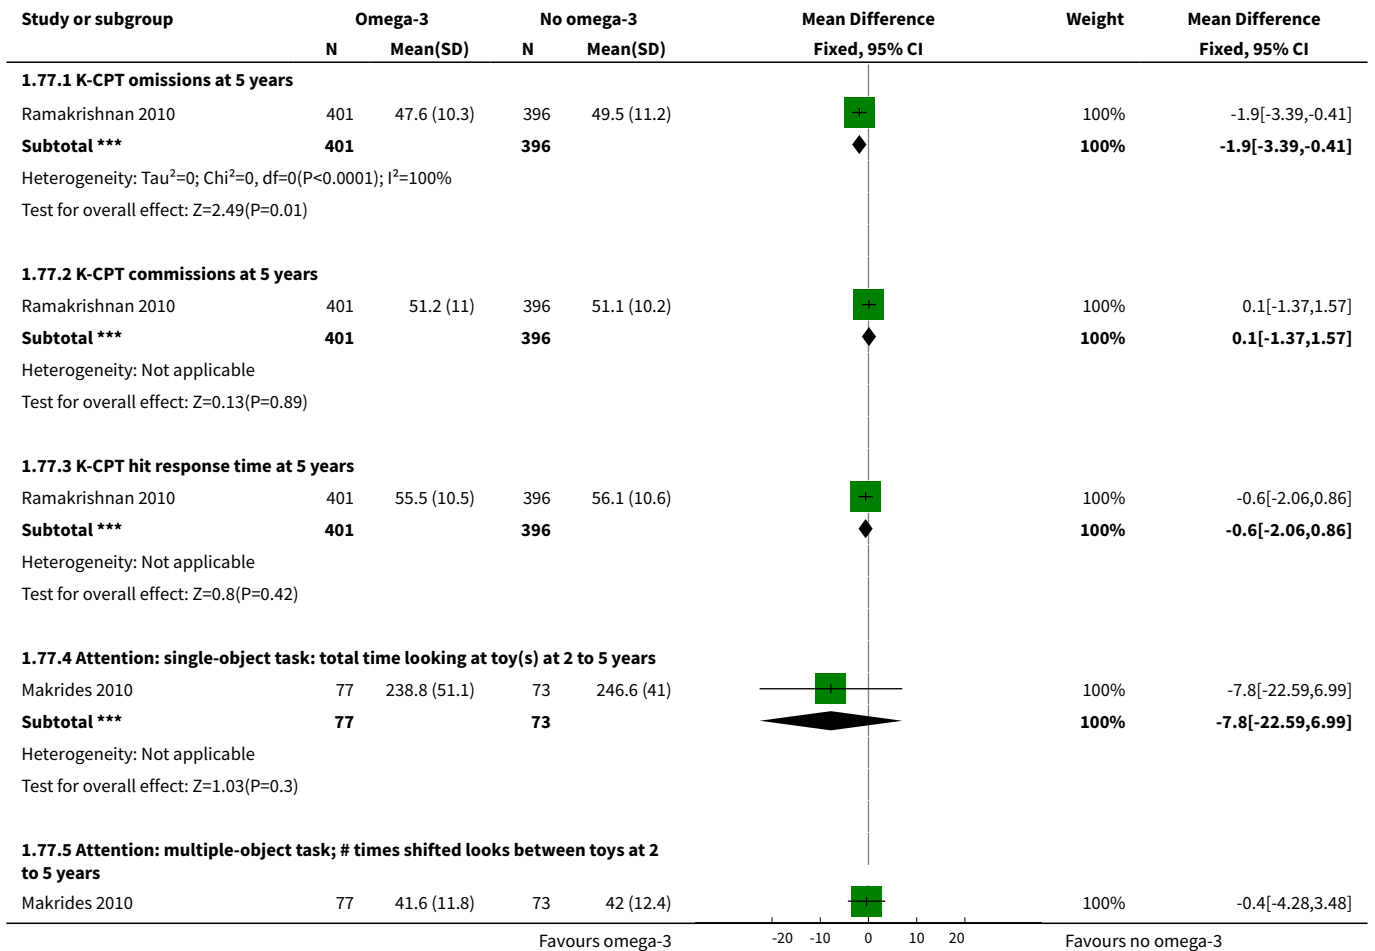 Study or subgroup Omega-3 No omega-3 Mean Difference Weight Mean Difference
N Mean(SD) N Mean(SD) Fixed, 95% CI Fixed, 95% CI
1.77.1 K-CPT omissions at 5 years
Ramakrishnan 2010 401 47.6 (10.3) 396 49.5 (11.2) 100% -1.9[-3.39,-0.41]
Subtotal *** 401 396 100% -1.9[-3.39,-0.41]
Heterogeneity: Tau²=0; Chi²=0, df=0(P<0.0001); I²=100%
Test for overall effect: Z=2.49(P=0.01)
1.77.2 K-CPT commissions at 5 years
Ramakrishnan 2010 401 51.2 (11) 396 51.1 (10.2) 100% 0.1[-1.37,1.57]
Subtotal *** 401 396 100% 0.1[-1.37,1.57]
Heterogeneity: Not applicable
Test for overall effect: Z=0.13(P=0.89)
1.77.3 K-CPT hit response time at 5 years
Ramakrishnan 2010 401 55.5 (10.5) 396 56.1 (10.6) 100% -0.6[-2.06,0.86]
Subtotal *** 401 396 100% -0.6[-2.06,0.86]
Heterogeneity: Not applicable
Test for overall effect: Z=0.8(P=0.42)
1.77.4 Attention: single-object task: total time looking at toy(s) at 2 to 5 years
Makrides 2010 77 238.8 (51.1) 73 246.6 (41) 100% -7.8[-22.59,6.99]
Subtotal *** 77 73 100% -7.8[-22.59,6.99]
Heterogeneity: Not applicable
Test for overall effect: Z=1.03(P=0.3)
1.77.5 Attention: multiple-object task; # times shifted looks between toys at 2
to 5 years
Makrides 2010 77 41.6 (11.8) 73 42 (12.4) 100% -0.4[-4.28,3.48]
Favours omega-3 -20 -10 0 10 20 Favours no omega-3